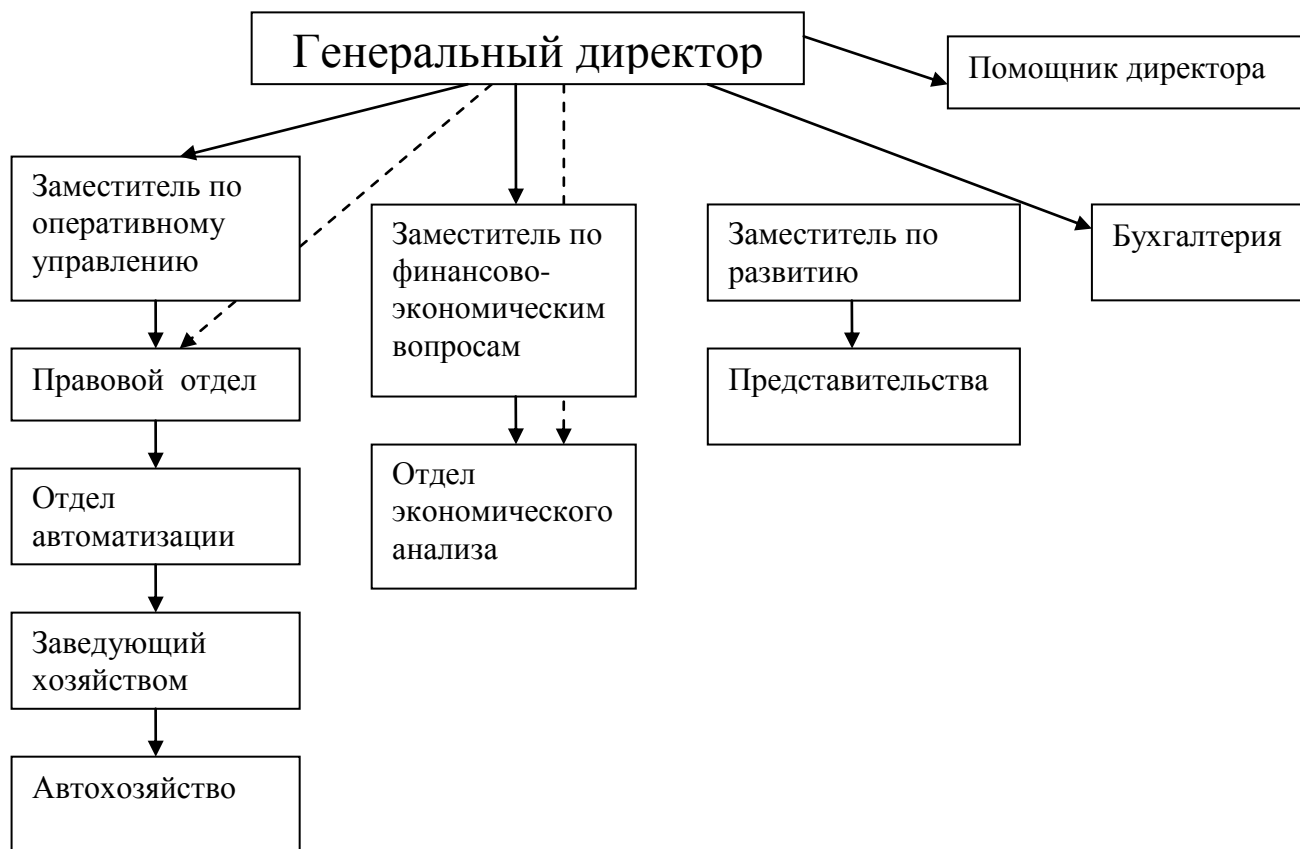 Генеральный директор
Помощник директора
Заместитель по
оперативному
управлению
Заместитель по
финансово-
экономическим
вопросам
Заместитель по
развитию
Бухгалтерия
Правовой отдел
Представительства
Отдел
автоматизации
Отдел
экономического
анализа
Заведующий
хозяйством
Автохозяйство